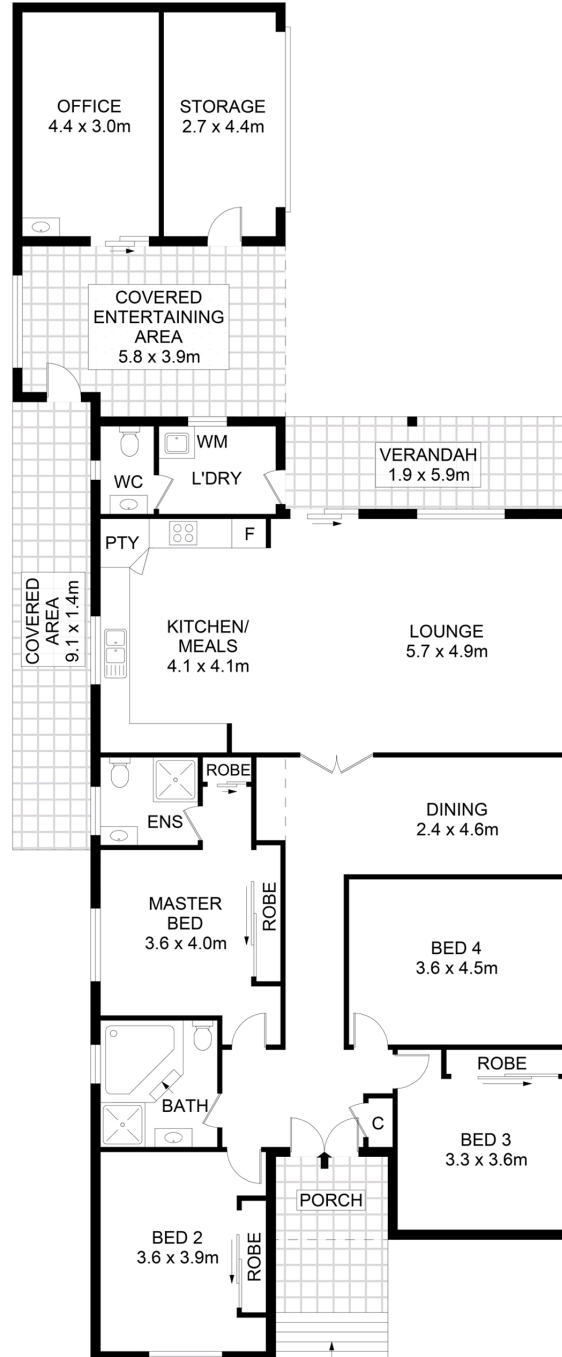 OFFICE
4.4 x 3.0m
STORAGE
2.7 x 4.4m
COVERED
ENTERTAINING
AREA
5.8 x 3.9m
WC
WM
L'DRY
VERANDAH
1.9 x 5.9m
PTY
F
COVERED
AREA
9.1 x 1.4m
KITCHEN/
MEALS
4.1 x 4.1m
LOUNGE
5.7 x 4.9m
ROBE
ENS
DINING
2.4 x 4.6m
MASTER
BED
3.6 x 4.0m
ROBE
BED 4
3.6 x 4.5m
BATH
ROBE
C
BED 3
3.3 x 3.6m
PORCH
BED 2
3.6 x 3.9m
ROBE